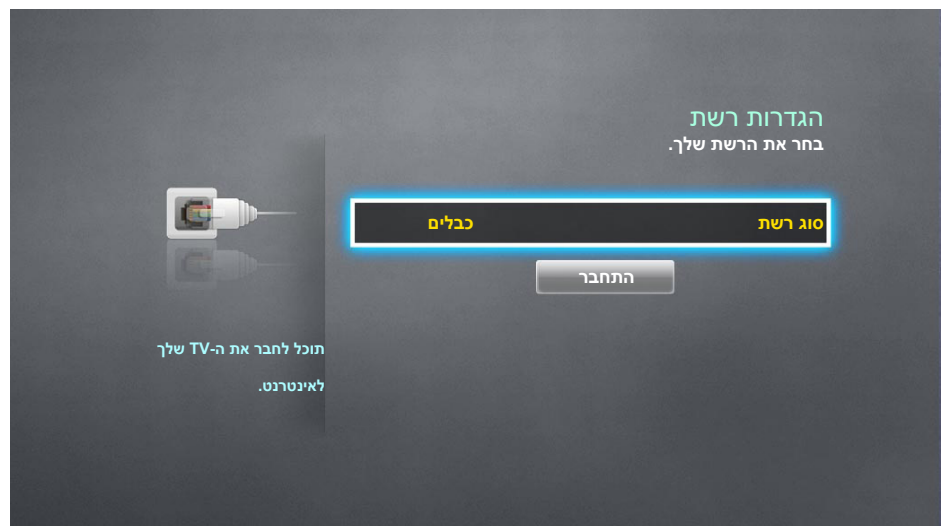 הגדרות רשת
בחר את הרשת שלך.
סוג רשת כבלים
התחבר
תוכל לחבר את ה-TV שלך
לאינטרנט.